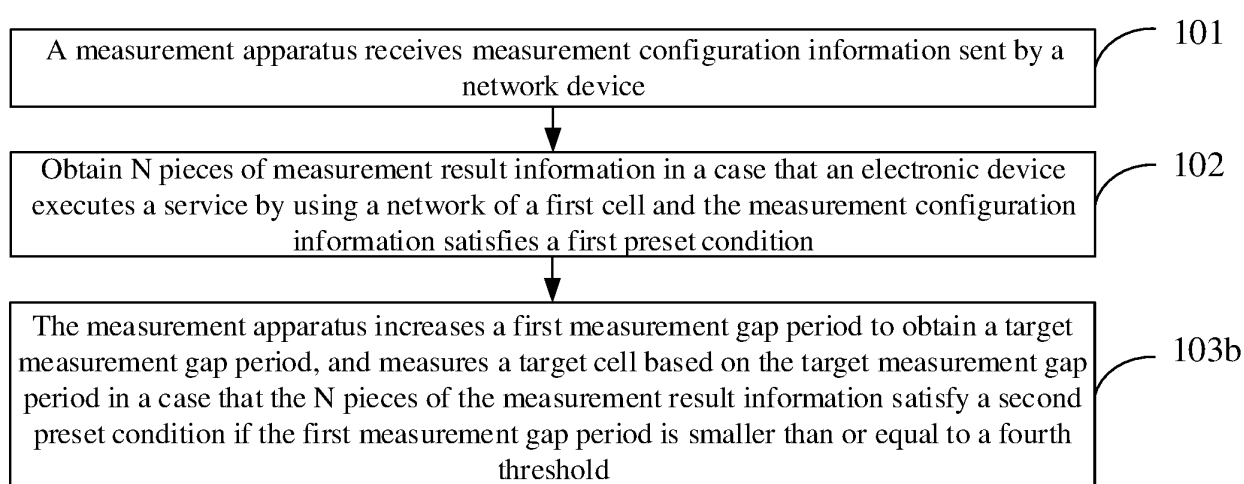 A measurement apparatus receives measurement configuration information sent by a
network device
101
Obtain N pieces of measurement result information in a case that an electronic device
executes a service by using a network of a first cell and the measurement configuration
information satisfies a first preset condition
102
The measurement apparatus increases a first measurement gap period to obtain a target
measurement gap period, and measures a target cell based on the target measurement gap
period in a case that the N pieces of the measurement result information satisfy a second
preset condition if the first measurement gap period is smaller than or equal to a fourth
threshold
103b